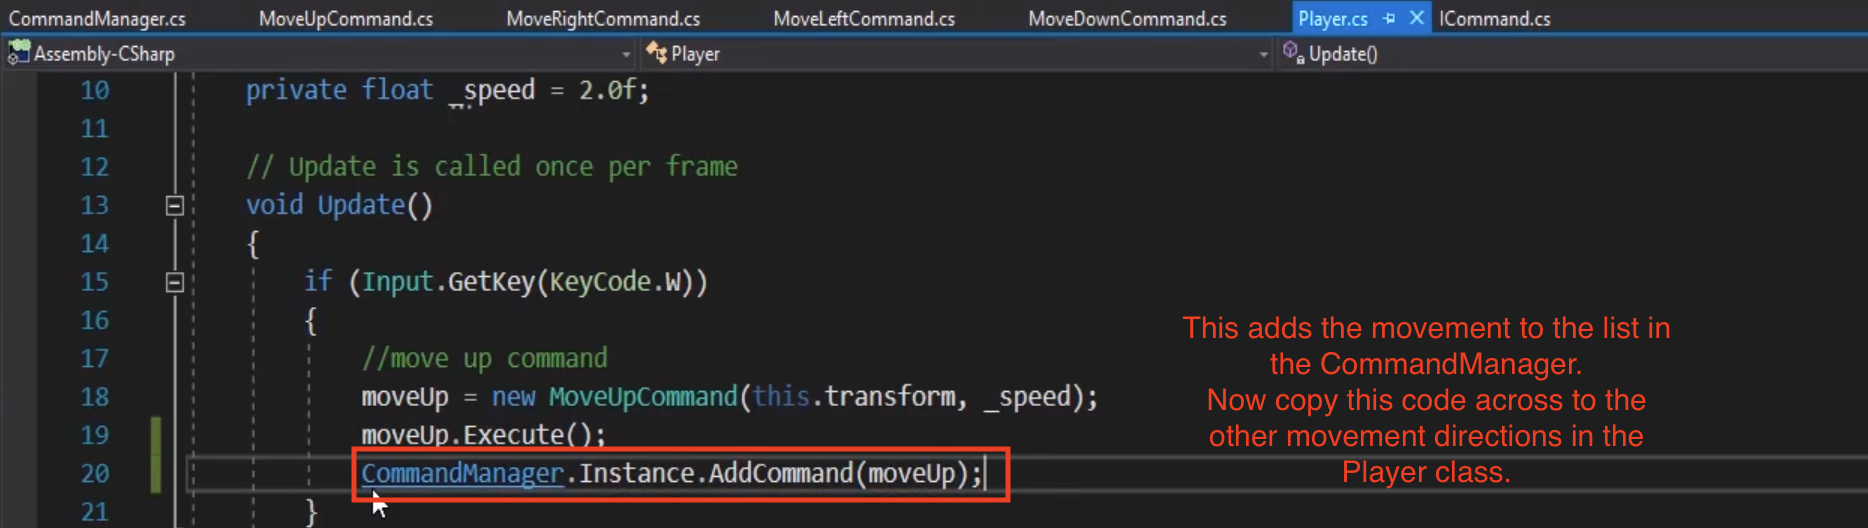 CommandManager.cs MoveUpCommand.cs MoveRightCommand.cs MoveLeftCommand.cs MoveDownCommand.cs Player.cs ICommand.cs
Assembly-CSharp Player Update()
10 private float _speed = 2.0f;
11
12 // Update is called once per frame
13 void Update()
14 {
15 if (Input.GetKey(KeyCode.W))
16 {
17 //move up command
18 moveUp = new MoveUpCommand(this.transform, _speed);
19 moveUp.Execute();
20 CommandManager.Instance.AddCommand(moveUp);
21 }
This adds the movement to the list in
the CommandManager.
Now copy this code across to the
other movement directions in the
Player class.